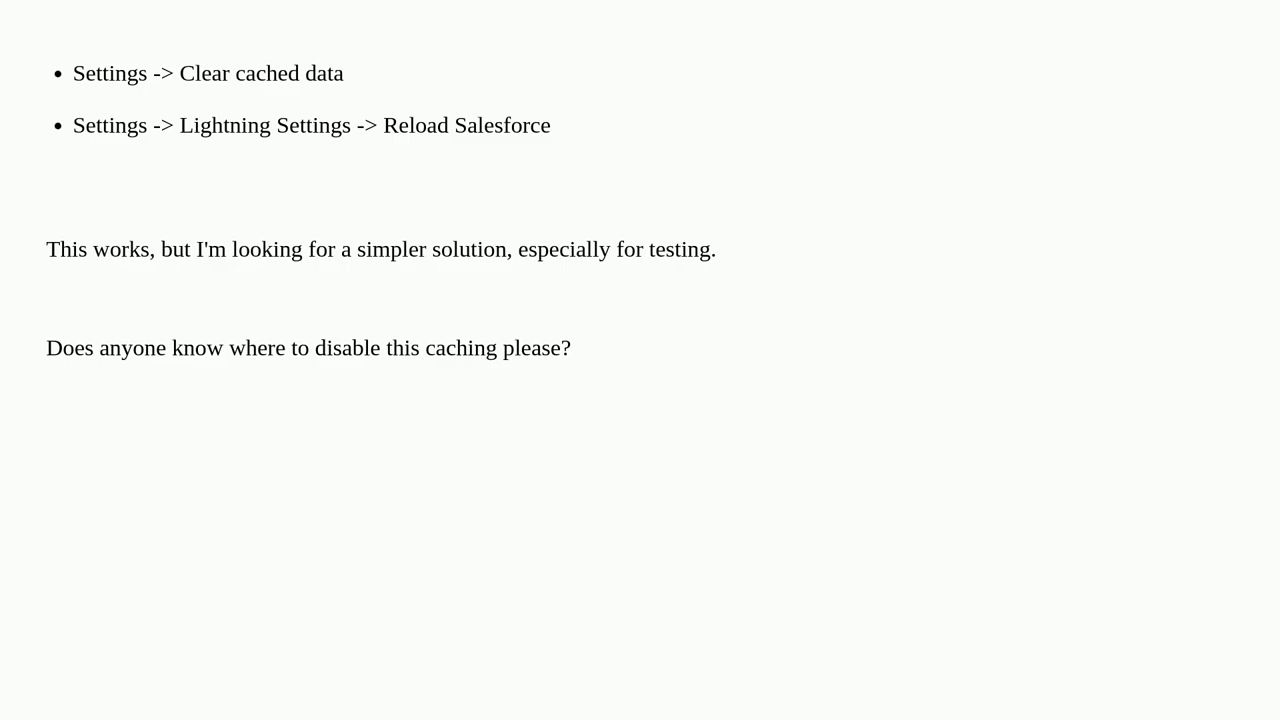 • Settings -> Clear cached data
• Settings -> Lightning Settings -> Reload Salesforce
This works, but I'm looking for a simpler solution, especially for testing.
Does anyone know where to disable this caching please?